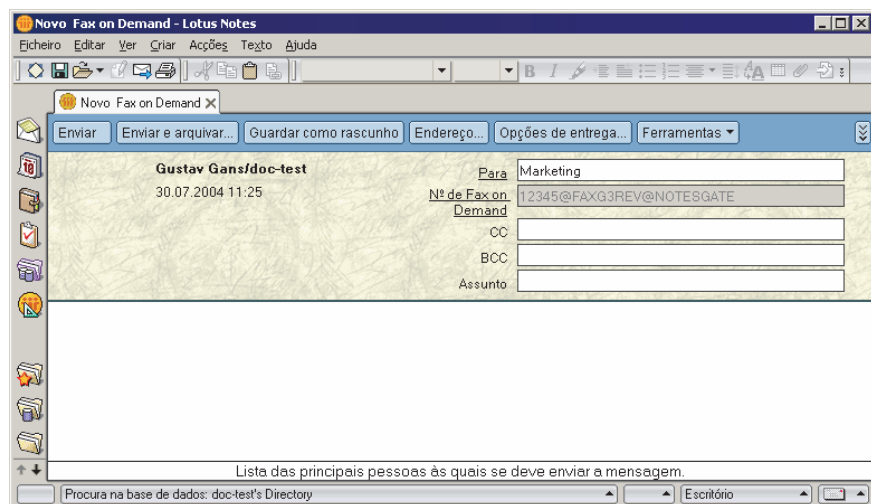 Novo Fax on Demand - Lotus Notes
Ficheiro Editar Ver Criar Acções Texto Ajuda
B I
Novo Fax on Demand
Enviar Enviar e arquivar... Guardar como rascunho Endereço... Opções de entrega... Ferramentas
Gustav Gans/doc-test
30.07.2004 11:25
Para Marketing
Nº de Fax on Demand 12345@FAXG3REV@NOTESGATE
CC
BCC
Assunto
Lista das principais pessoas às quais se deve enviar a mensagem.
Procura na base de dados: doc-test's Directory Escritório